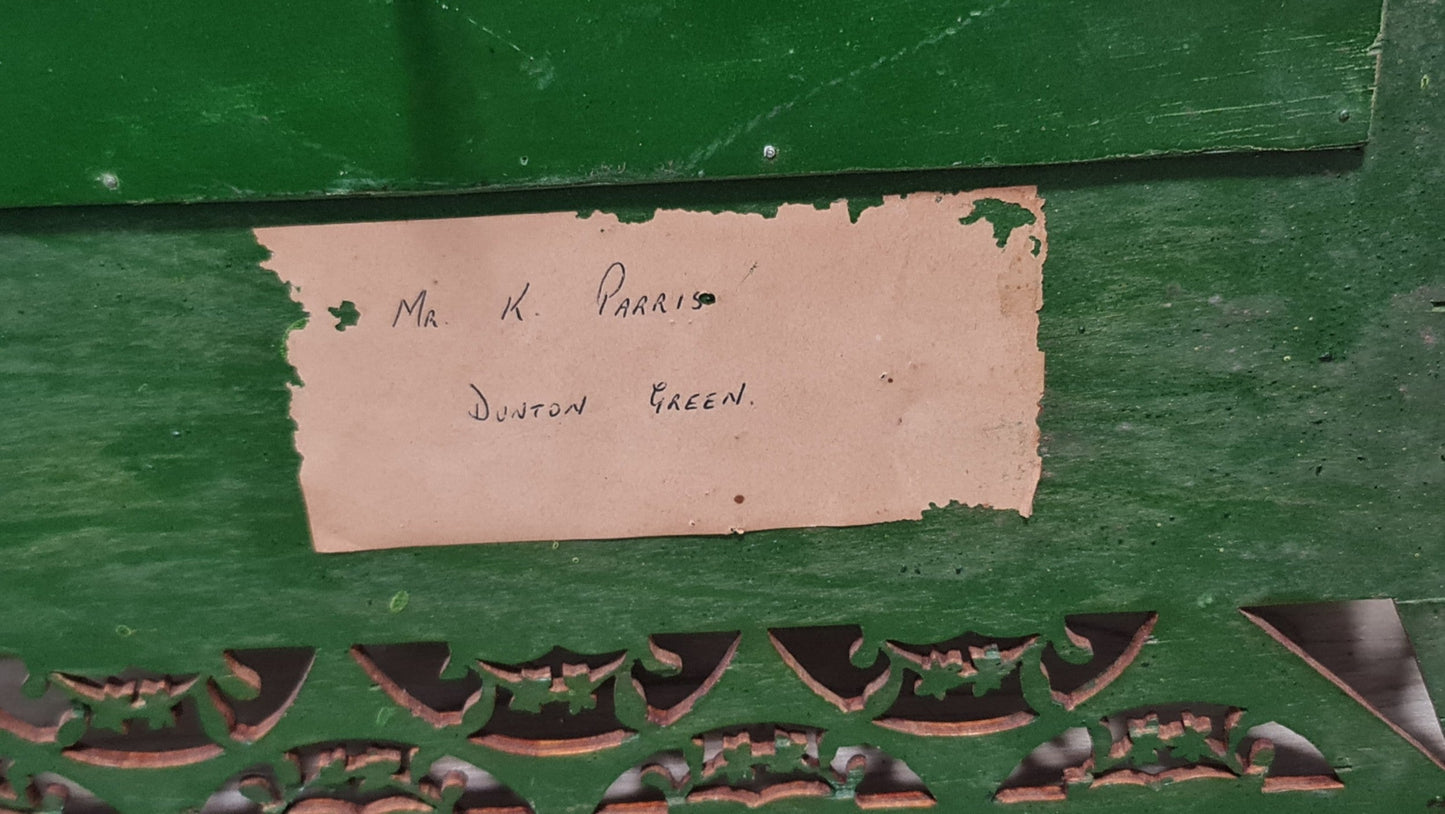 Mr. K. Parris
Dunton Green.